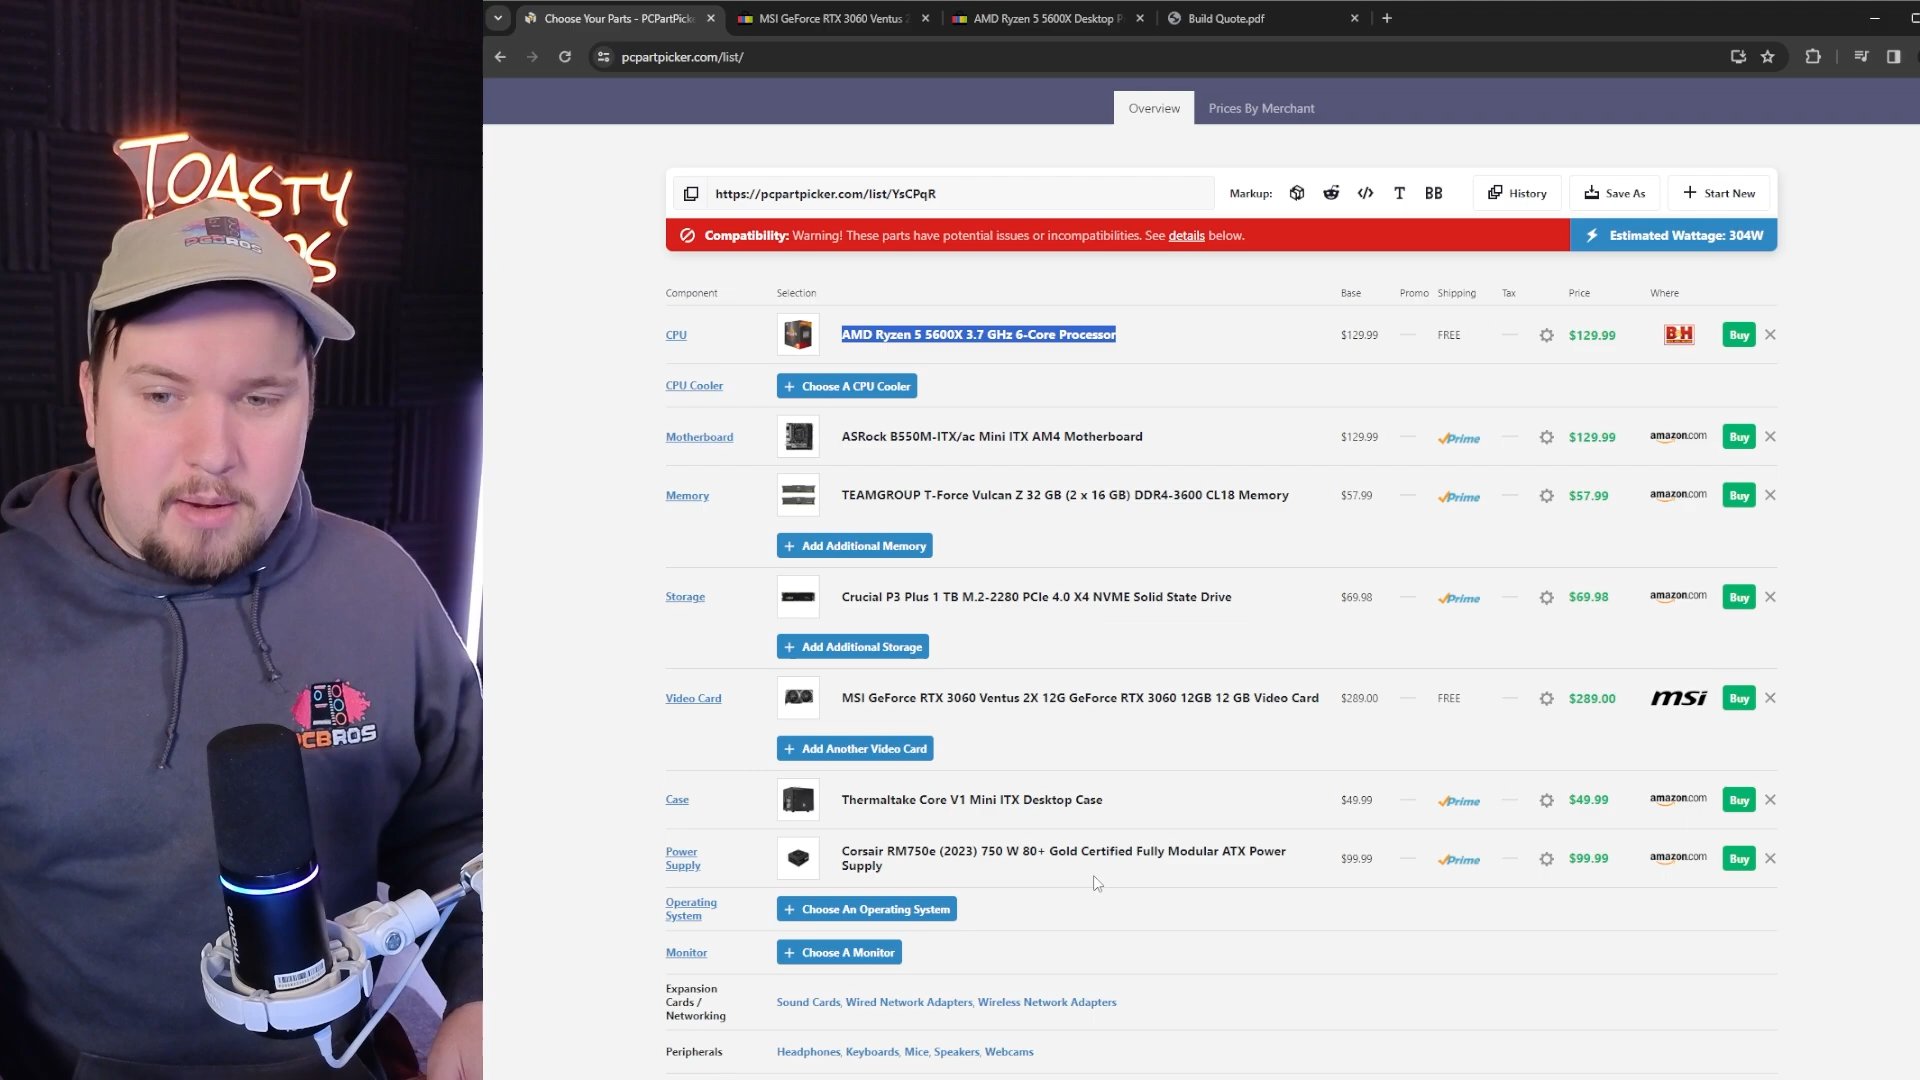 TOASTY
OS
PCBROS
PCBROS
maono
Choose Your Parts - PCPartPick
MSI GeForce RTX 3060 Ventus 2
AMD Ryzen 5 5600X Desktop P
Build Quote.pdf
pcpartpicker.com/list/
Overview
Prices By Merchant
https://pcpartpicker.com/list/YsCPqR
Markup:
T
BB
History
Save As
Start New
Compatibility: Warning! These parts have potential issues or incompatibilities. See details below.
Estimated Wattage: 304W
Component Selection Base Promo Shipping Tax Price Where
CPU AMD Ryzen 5 5600X 3.7 GHz 6-Core Processor $129.99 — FREE — $129.99 B&H Buy
CPU Cooler + Choose A CPU Cooler
Motherboard ASRock B550M-ITX/ac Mini ITX AM4 Motherboard $129.99 — Prime — $129.99 amazon.com Buy
Memory TEAMGROUP T-Force Vulcan Z 32 GB (2 x 16 GB) DDR4-3600 CL18 Memory $57.99 — Prime — $57.99 amazon.com Buy
+ Add Additional Memory
Storage Crucial P3 Plus 1 TB M.2-2280 PCIe 4.0 X4 NVME Solid State Drive $69.98 — Prime — $69.98 amazon.com Buy
+ Add Additional Storage
Video Card MSI GeForce RTX 3060 Ventus 2X 12G GeForce RTX 3060 12GB 12 GB Video Card $289.00 — FREE — $289.00 msi Buy
+ Add Another Video Card
Case Thermaltake Core V1 Mini ITX Desktop Case $49.99 — Prime — $49.99 amazon.com Buy
Power Corsair RM750e (2023) 750 W 80+ Gold Certified Fully Modular ATX Power $99.99 — Prime — $99.99 amazon.com Buy
Supply Supply
Operating + Choose An Operating System
System
Monitor + Choose A Monitor
Expansion
Cards / Sound Cards, Wired Network Adapters, Wireless Network Adapters
Networking
Peripherals Headphones, Keyboards, Mice, Speakers, Webcams